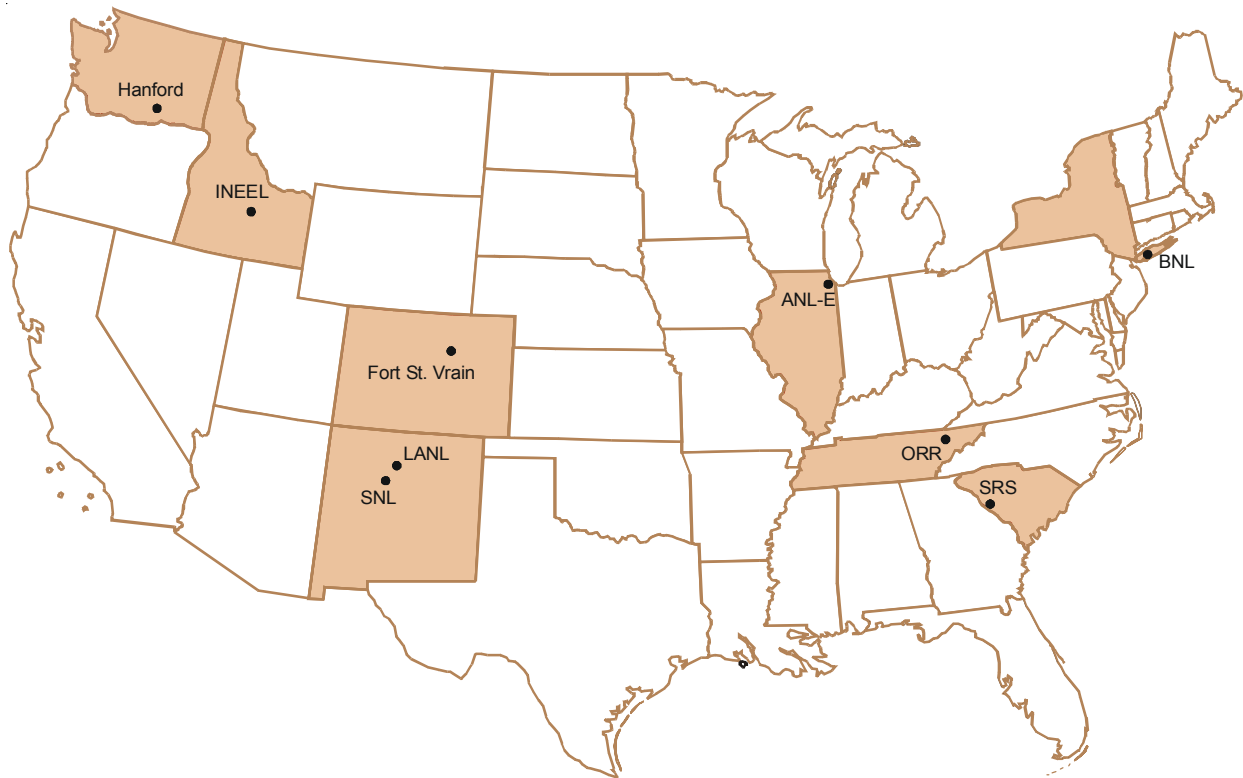 Hanford
INEEL
BNL
ANL-E
Fort St. Vrain
LANL
ORR
SNL
SRS